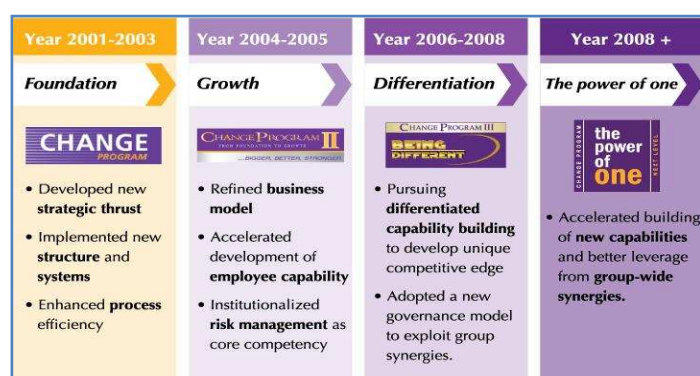 Year 2001-2003
Foundation
CHANGE
PROGRAM
• Developed new
strategic thrust
• Implemented new
structure and
systems
• Enhanced process
efficiency
Year 2004-2005
Growth
CHANGE PROGRAM II
FROM FOUNDATION TO GROWTH
...BIGGER, BETTER, STRONGER
• Refined business
model
• Accelerated
development of
employee capability
• Institutionalized
risk management as
core competency
Year 2006-2008
Differentiation
CHANGE PROGRAM III
BEING
DIFFERENT
• Pursuing
differentiated
capability building
to develop unique
competitive edge
• Adopted a new
governance model
to exploit group
synergies.
Year 2008 +
The power of one
CHANGE PROGRAM
the
power
of
one
NEXT LEVEL
• Accelerated building
of new capabilities
and better leverage
from group-wide
synergies.